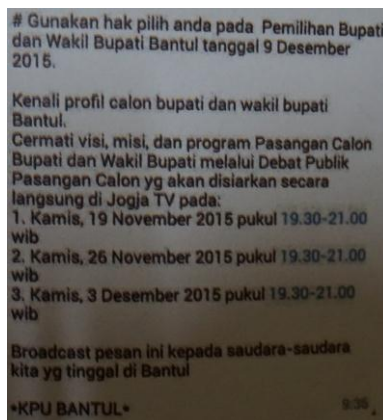 # Gunakan hak pilih anda pada Pemilihan Bupati
dan Wakil Bupati Bantul tanggal 9 Desember
2015.
Kenali profil calon bupati dan wakil bupati
Bantul.
Cermati visi, misi, dan program Pasangan Calon
Bupati dan Wakil Bupati melalui Debat Publik
Pasangan Calon yg akan disiarkan secara
langsung di Jogja TV pada:
1. Kamis, 19 November 2015 pukul 19.30-21.00
wib
2. Kamis, 26 November 2015 pukul 19.30-21.00
wib
3. Kamis, 3 Desember 2015 pukul 19.30-21.00
wib
Broadcast pesan ini kepada saudara-saudara
kita yg tinggal di Bantul
*KPU BANTUL*
9:35